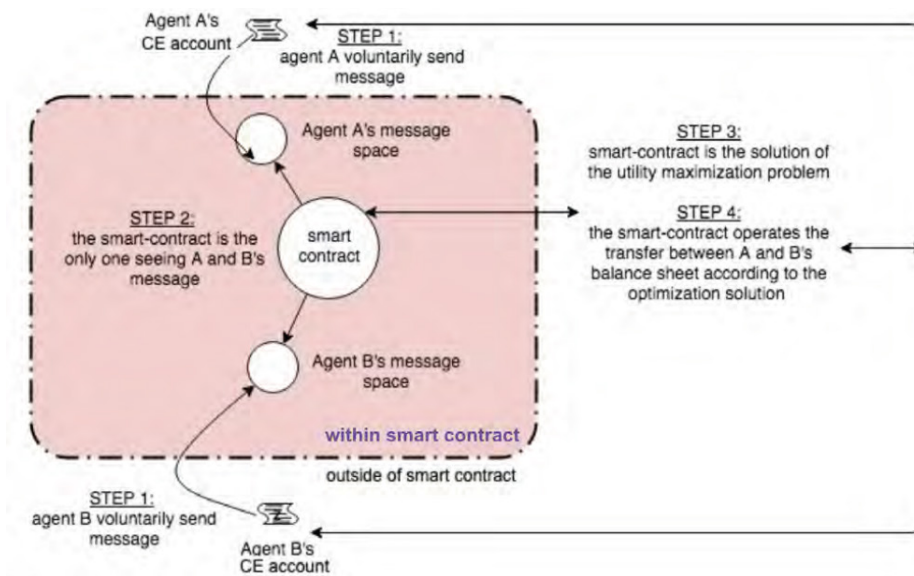 Agent A's
CE account
STEP 1:
agent A voluntarily send
message
Agent A's message
space
STEP 2:
the smart-contract is the
only one seeing A and B's
message
smart
contract
STEP 3:
smart-contract is the solution of
the utility maximization problem
STEP 4:
the smart-contract operates the
transfer between A and B's
balance sheet according to the
optimization solution
Agent B's message
space
within smart contract
outside of smart contract
STEP 1:
agent B voluntarily send
message
Agent B's
CE account